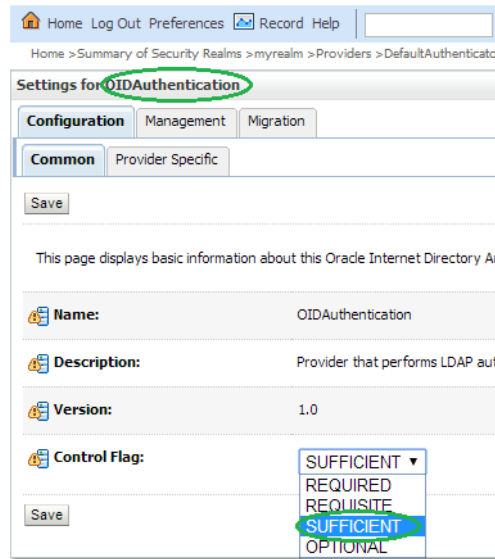 Home Log Out Preferences Record Help
Home >Summary of Security Realms >myrealm >Providers >DefaultAuthenticato
Settings for OIDAuthentication
Configuration Management Migration
Common Provider Specific
Save
This page displays basic information about this Oracle Internet Directory A
Name: OIDAuthentication
Description: Provider that performs LDAP aut
Version: 1.0
Control Flag: SUFFICIENT
REQUIRED
REQUISITE
SUFFICIENT
OPTIONAL
Save